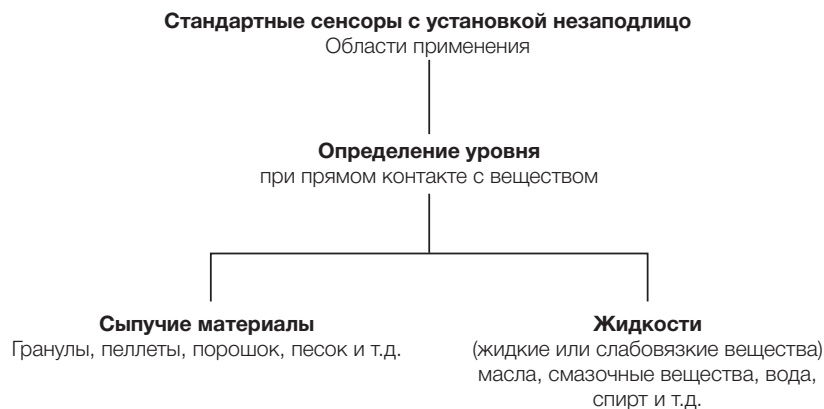 Стандартные сенсоры с установкой незаподлицо
Области применения
Определение уровня
при прямом контакте с веществом
Сыпучие материалы
Гранулы, пеллеты, порошок, песок и т.д.
Жидкости
(жидкие или слабовязкие вещества)
масла, смазочные вещества, вода,
спирт и т.д.